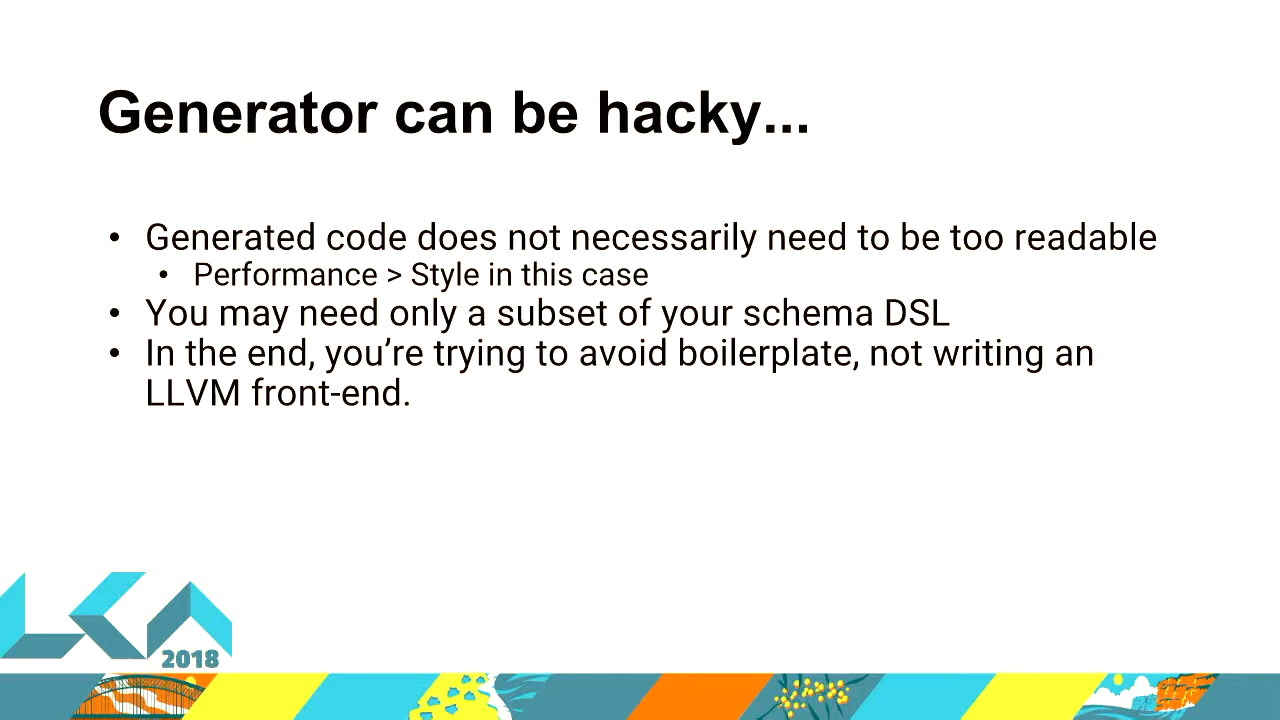 Generator can be hacky...
• Generated code does not necessarily need to be too readable
• Performance > Style in this case
• You may need only a subset of your schema DSL
• In the end, you’re trying to avoid boilerplate, not writing an
LLVM front-end.
LCA
2018